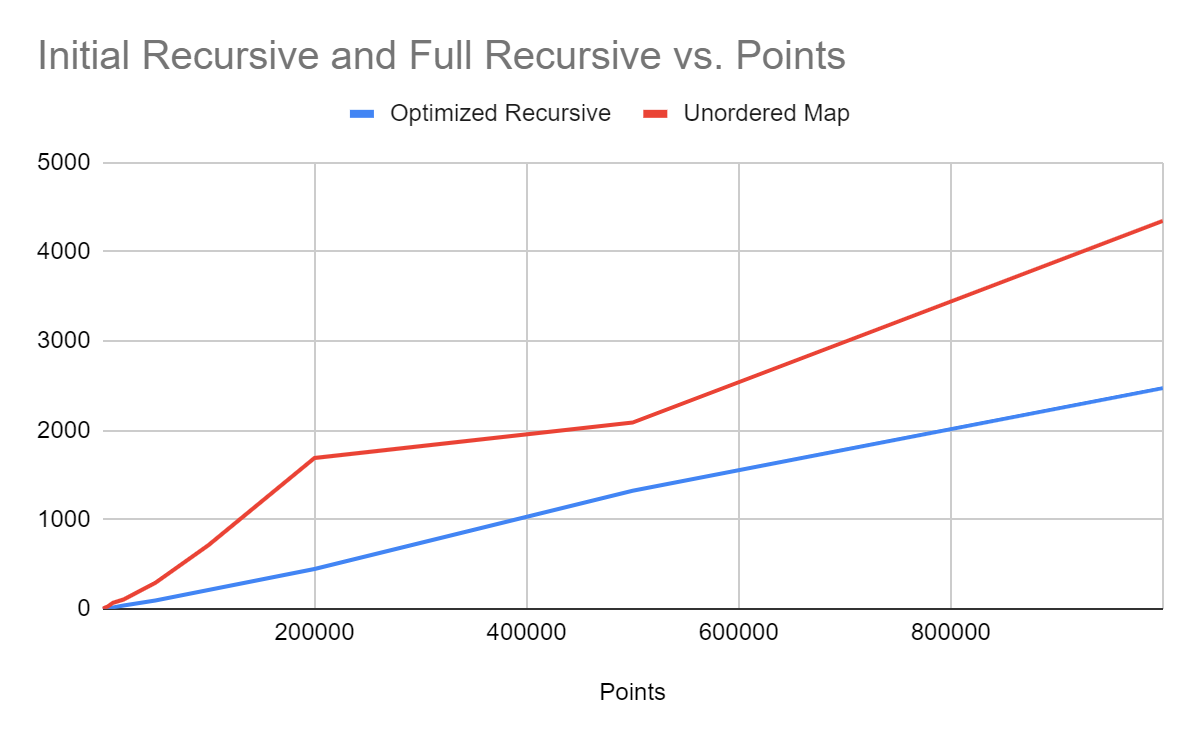 Initial Recursive and Full Recursive vs. Points
Optimized Recursive Unordered Map
5000
4000
3000
2000
1000
0
200000 400000 600000 800000
Points